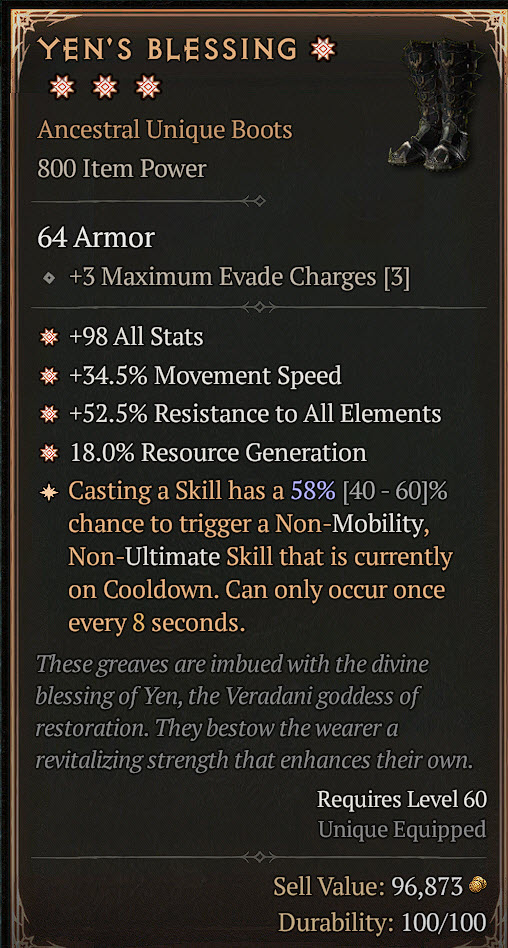 YEN'S BLESSING
Ancestral Unique Boots
800 Item Power
64 Armor
+3 Maximum Evade Charges [3]
+98 All Stats
+34.5% Movement Speed
+52.5% Resistance to All Elements
18.0% Resource Generation
Casting a Skill has a 58% [40 - 60]%
chance to trigger a Non-Mobility,
Non-Ultimate Skill that is currently
on Cooldown. Can only occur once
every 8 seconds.
These greaves are imbued with the divine
blessing of Yen, the Veradani goddess of
restoration. They bestow the wearer a
revitalizing strength that enhances their own.
Requires Level 60
Unique Equipped
Sell Value: 96,873
Durability: 100/100